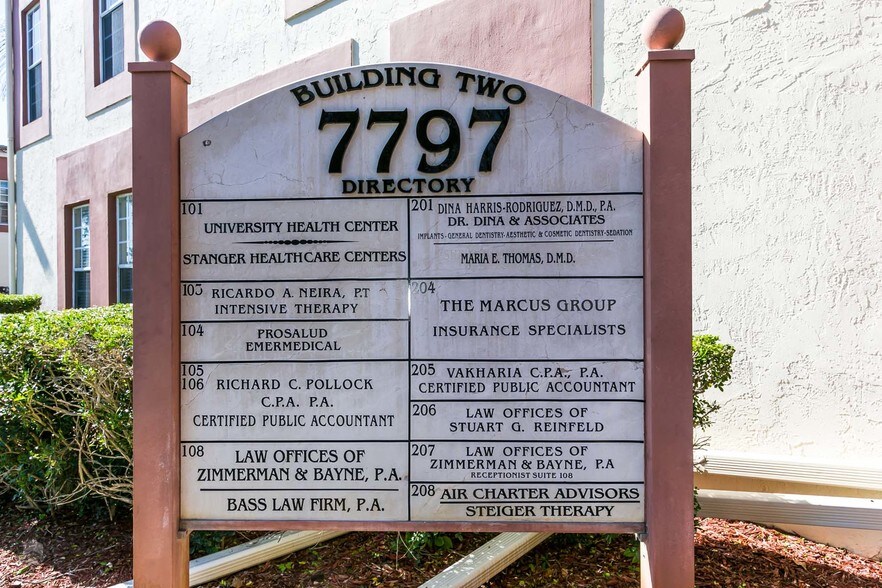 BUILDING TWO
7797
DIRECTORY
101
UNIVERSITY HEALTH CENTER
STANGER HEALTHCARE CENTERS
103 RICARDO A. NEIRA, P.T
INTENSIVE THERAPY
104 PROSALUD
EMERMEDICAL
105
106 RICHARD C. POLLOCK
C.P.A. P.A.
CERTIFIED PUBLIC ACCOUNTANT
108 LAW OFFICES OF
ZIMMERMAN & BAYNE, P.A.
BASS LAW FIRM, P.A.
201 DINA HARRIS-RODRIGUEZ, D.M.D., P.A.
DR. DINA & ASSOCIATES
IMPLANTS-GENERAL DENTISTRY-AESTHETIC & COSMETIC DENTISTRY-SEDATION
MARIA E. THOMAS, D.M.D.
204
THE MARCUS GROUP
INSURANCE SPECIALISTS
205 VAKHARIA C.P.A., P.A.
CERTIFIED PUBLIC ACCOUNTANT
206 LAW OFFICES OF
STUART G. REINFELD
207 LAW OFFICES OF
ZIMMERMAN & BAYNE, P.A
RECEPTIONIST SUITE 108
208 AIR CHARTER ADVISORS
STEIGER THERAPY